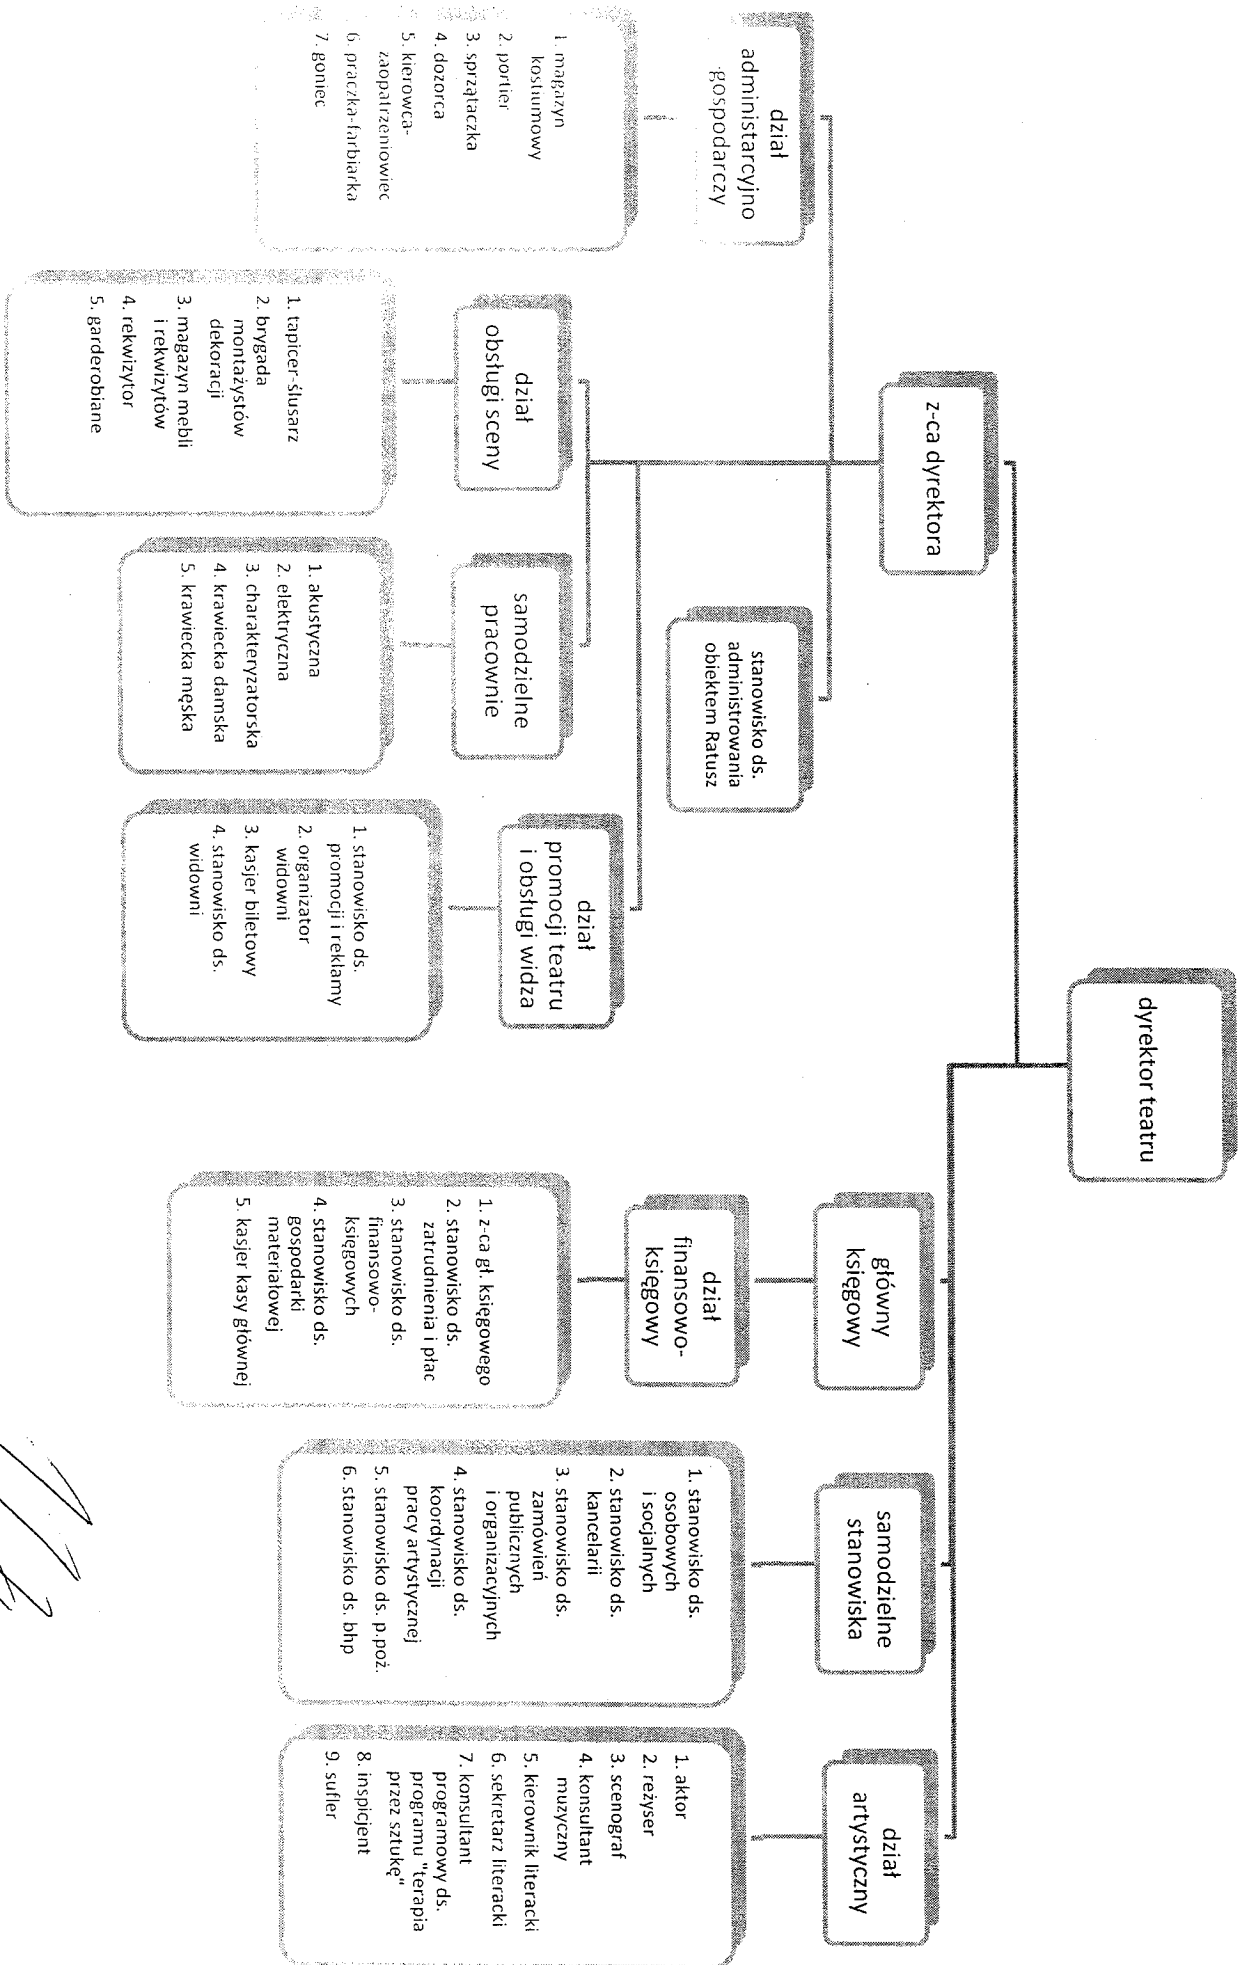 dyrektor teatru
z-ca dyrektora
dział
administarcyjno
-gospodarczy
1. magazyn
kostiumowy
2. portier
3. sprzątaczka
4. dozorca
5. kierowca-
zaopatrzeniowiec
6. praczka-farbiarka
7. goniec
stanowisko ds.
administrowania
obiektem Ratusz
dział
obsługi sceny
1. tapicer-ślusarz
2. brygada
montażystów
dekoracji
3. magazyn mebli
i rekwizytów
4. rekwizytor
5. garderobiane
samodzielne
pracownie
1. akustyczna
2. elektryczna
3. charakteryzatorska
4. krawiecka damska
5. krawiecka męska
dział
promocji teatru
i obsługi widza
1. stanowisko ds.
promocji i reklamy
2. organizator
widowni
3. kasjer biletowy
4. stanowisko ds.
widowni
główny
księgowy
dział
finansowo-
księgowy
1. z-ca gł. księgowego
2. stanowisko ds.
zatrudnienia i płac
3. stanowisko ds.
finansowo-
księgowych
4. stanowisko ds.
gospodarki
materiałowej
5. kasjer kasy głównej
samodzielne
stanowiska
1. stanowisko ds.
osobowych
i socjalnych
2. stanowisko ds.
kancelarii
3. stanowisko ds.
zamówień
publicznych
i organizacyjnych
4. stanowisko ds.
koordynacji
pracy artystycznej
5. stanowisko ds. p.poż.
6. stanowisko ds. bhp
dział
artystyczny
1. aktor
2. reżyser
3. scenograf
4. konsultant
muzyczny
5. kierownik literacki
6. sekretarz literacki
7. konsultant
programowy ds.
programu "terapia
przez sztukę"
8. inspicjent
9. sufler